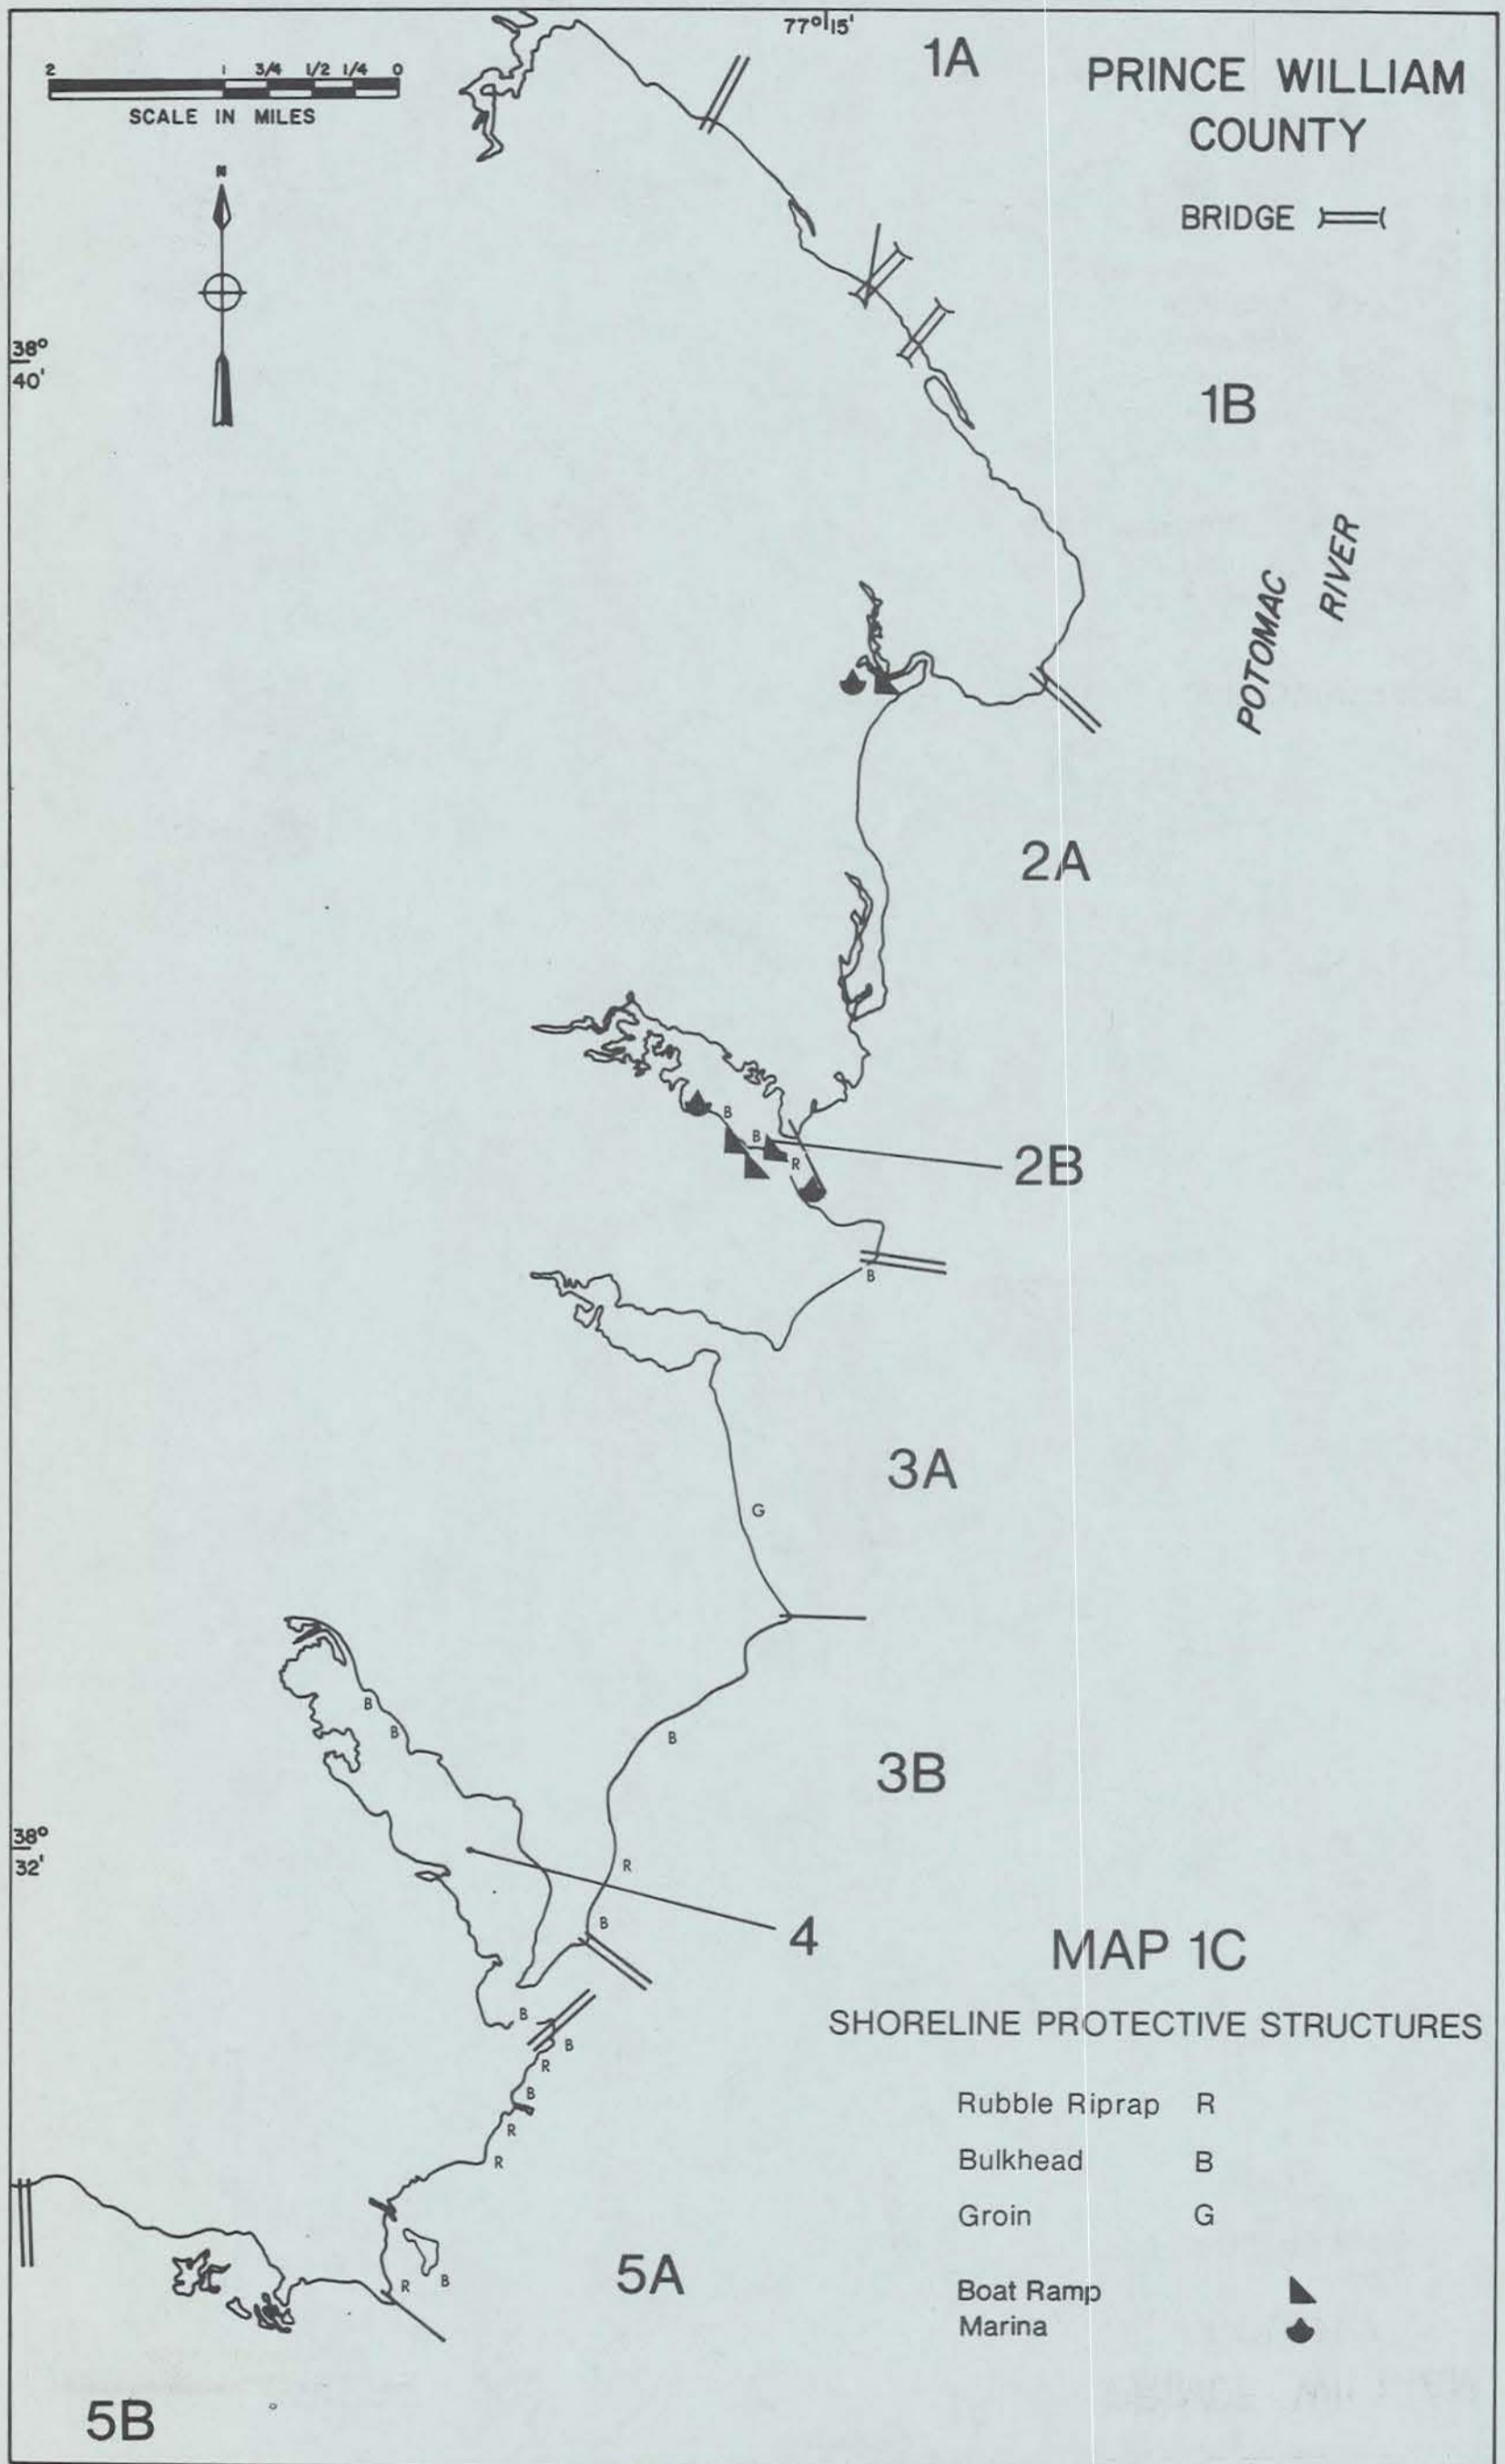 77° 15'
1A
PRINCE WILLIAM
COUNTY
BRIDGE
2 1 3/4 1/2 1/4 0
SCALE IN MILES
N
38°
40'
1B
POTOMAC RIVER
2A
B
B
R
2B
B
3A
G
B
B
B
3B
38°
32'
R
B
4
MAP 1C
SHORELINE PROTECTIVE STRUCTURES
B
B
R
B
R
R
Rubble Riprap R
Bulkhead B
Groin G
5A
R
B
Boat Ramp
Marina
5B